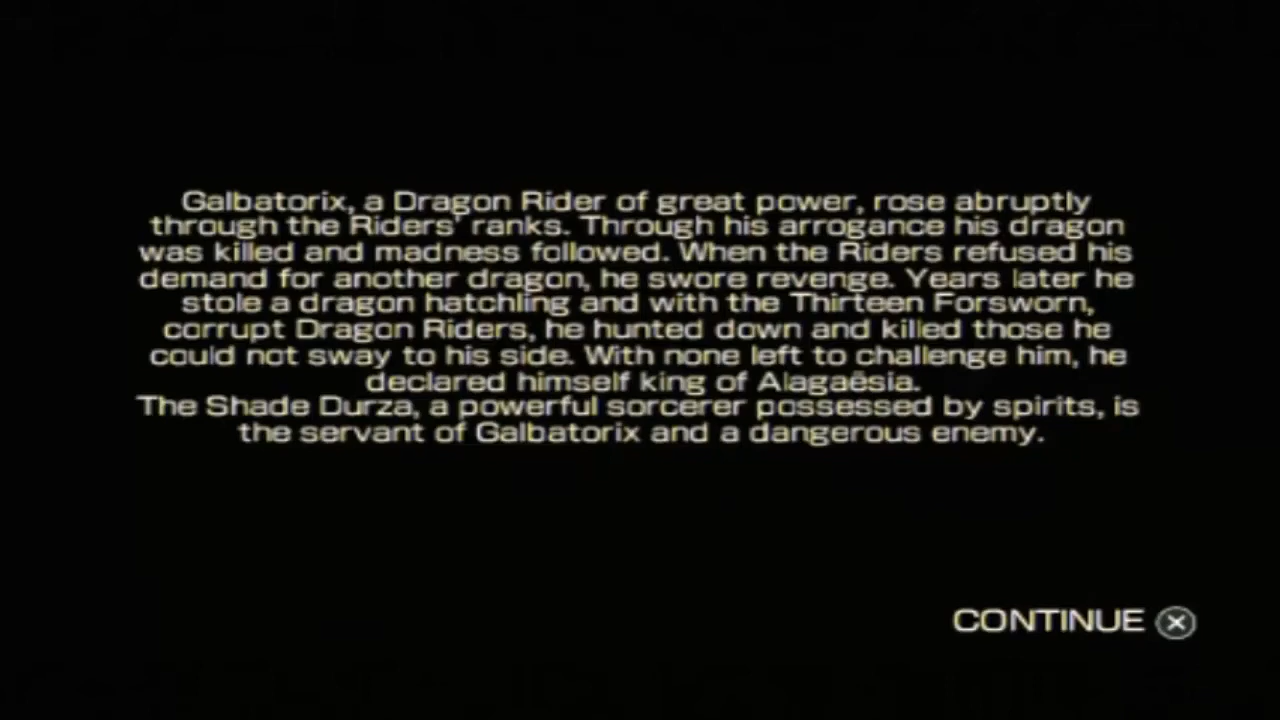 Galbatorix, a Dragon Rider of great power, rose abruptly
through the Riders' ranks. Through his arrogance his dragon
was killed and madness followed. When the Riders refused his
demand for another dragon, he swore revenge. Years later he
stole a dragon hatchling and with the Thirteen Forsworn,
corrupt Dragon Riders, he hunted down and killed those he
could not sway to his side. With none left to challenge him, he
declared himself king of Alagaësia.
The Shade Durza, a powerful sorcerer possessed by spirits, is
the servant of Galbatorix and a dangerous enemy.
CONTINUE